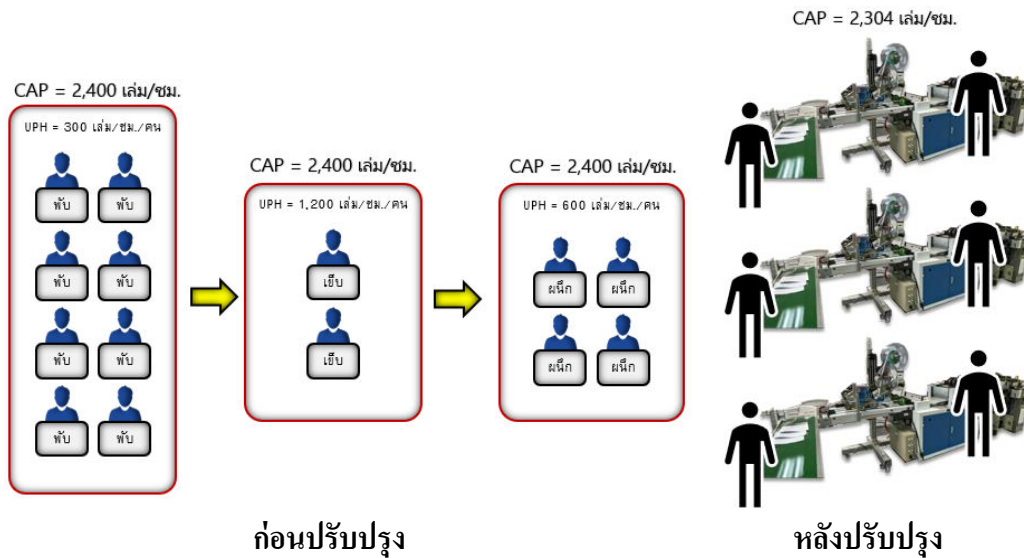 CAP = 2,304 เล่ม/ชม.
CAP = 2,400 เล่ม/ชม.
UPH = 300 เล่ม/ชม./คน
พับ พับ
พับ พับ
พับ พับ
พับ พับ
CAP = 2,400 เล่ม/ชม.
UPH = 1,200 เล่ม/ชม./คน
เย็บ
เย็บ
CAP = 2,400 เล่ม/ชม.
UPH = 600 เล่ม/ชม./คน
ผนึก ผนึก
ผนึก ผนึก
ก่อนปรับปรุง
หลังปรับปรุง